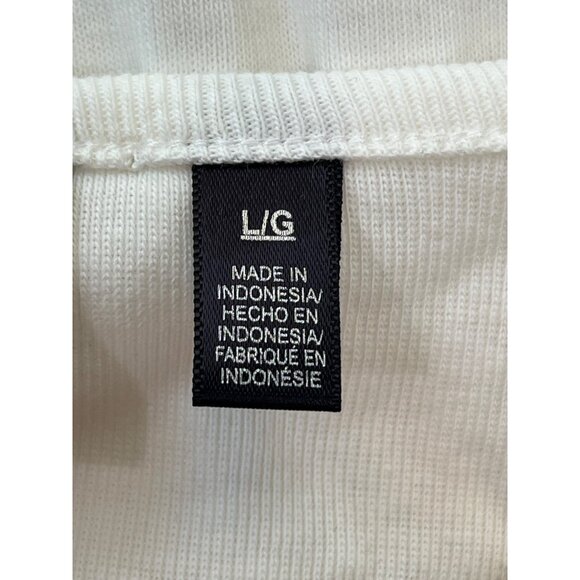 L/G
MADE IN
INDONESIA/
HECHO EN
INDONESIA/
FABRIQUÉ EN
INDONÉSIE